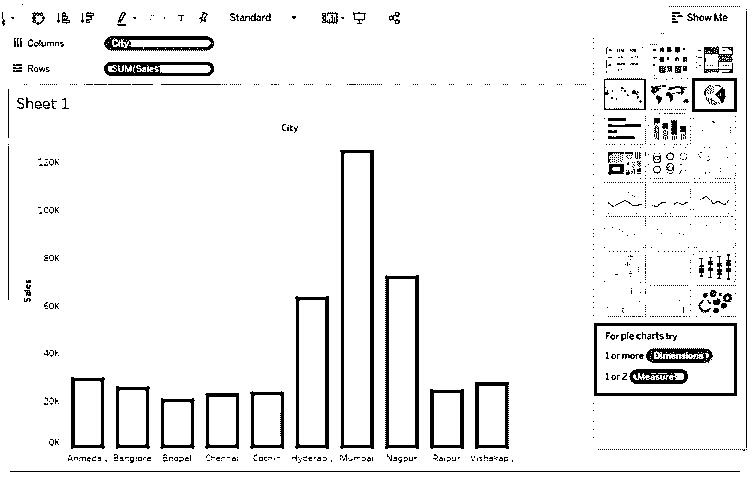 Standard
Show Me
Columns
City
Rows
SUM(Sales)
Sheet 1
City
120K
100K
80K
Sales
60K
40K
20K
0K
Ahmeda.. Banglore Bhopal Chennai Cochin Hyderab.. Mumbai Nagpur Raipur Vishakap..
For pie charts try
1 or more Dimensions
1 or 2 Measures